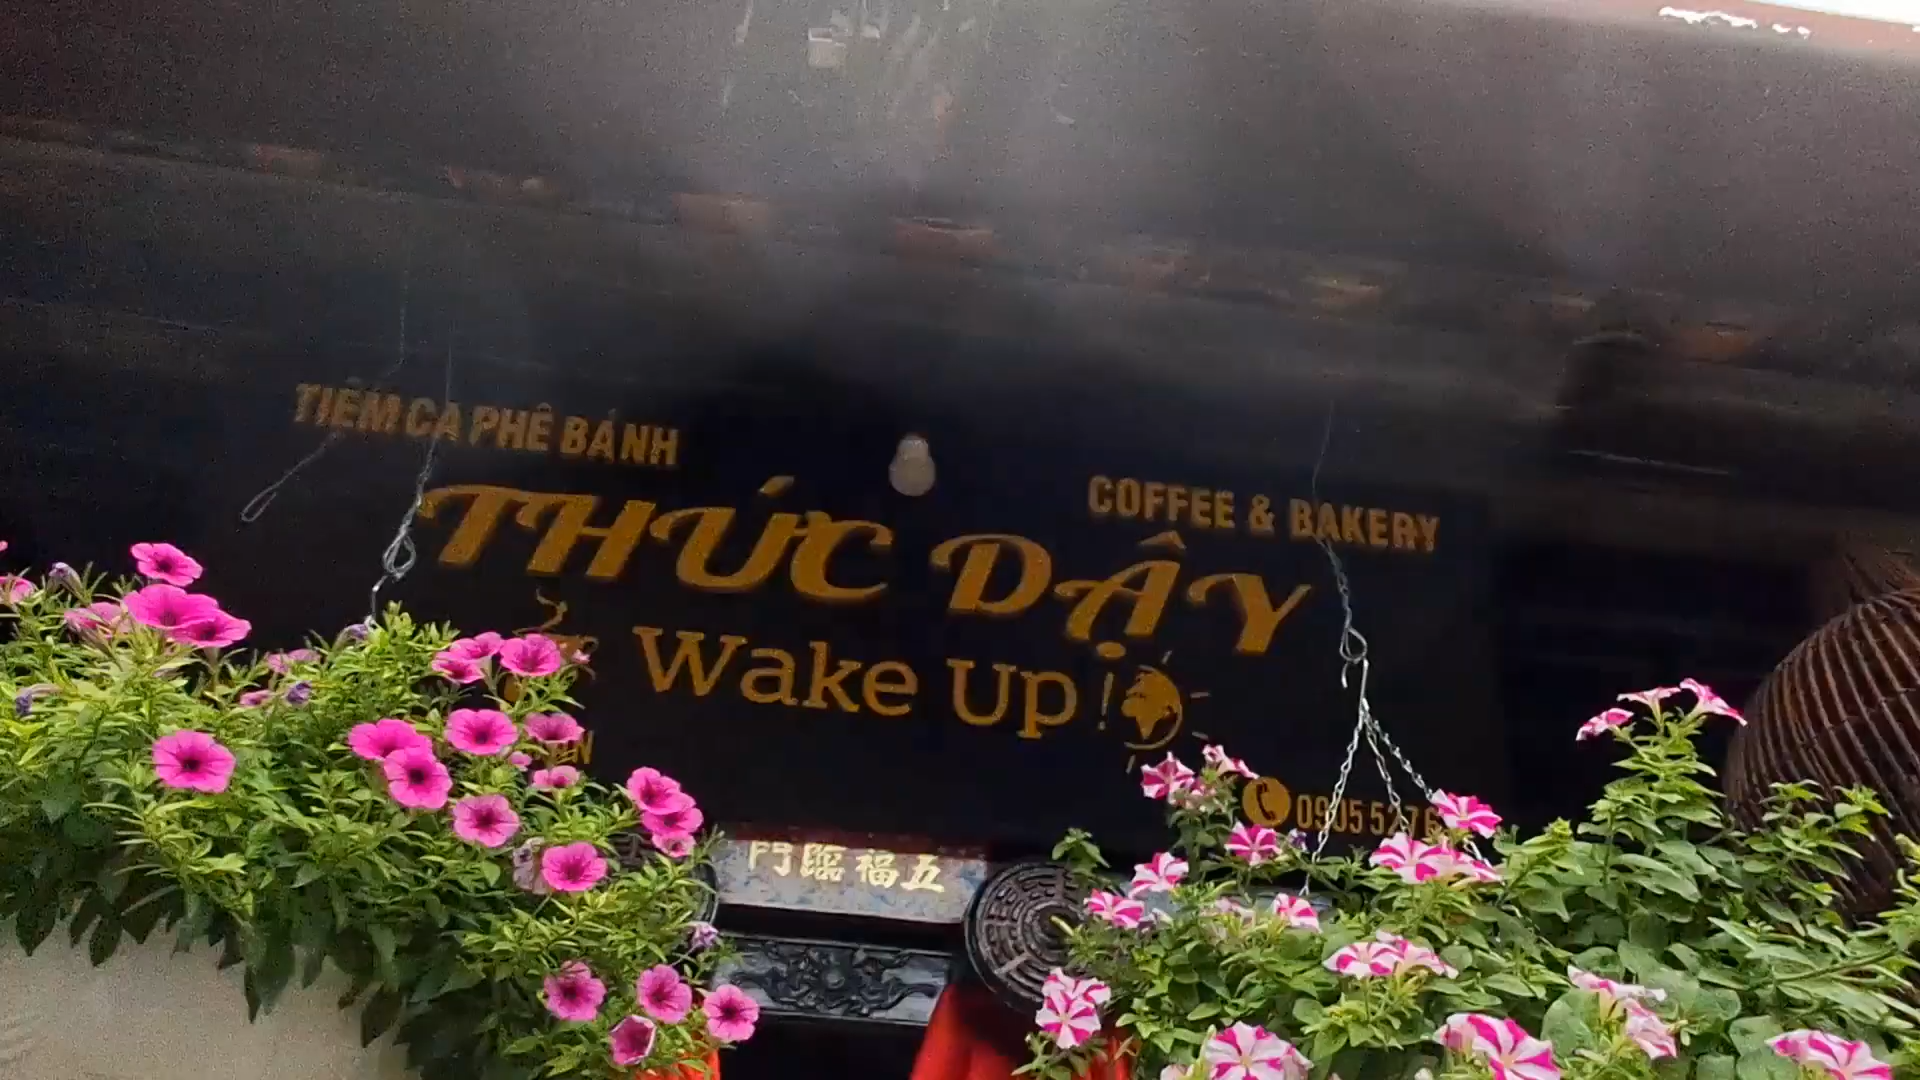 TIỆM CÀ PHÊ BÁNH
COFFEE & BAKERY
THỨC DẬY
Wake Up!
門臨福五